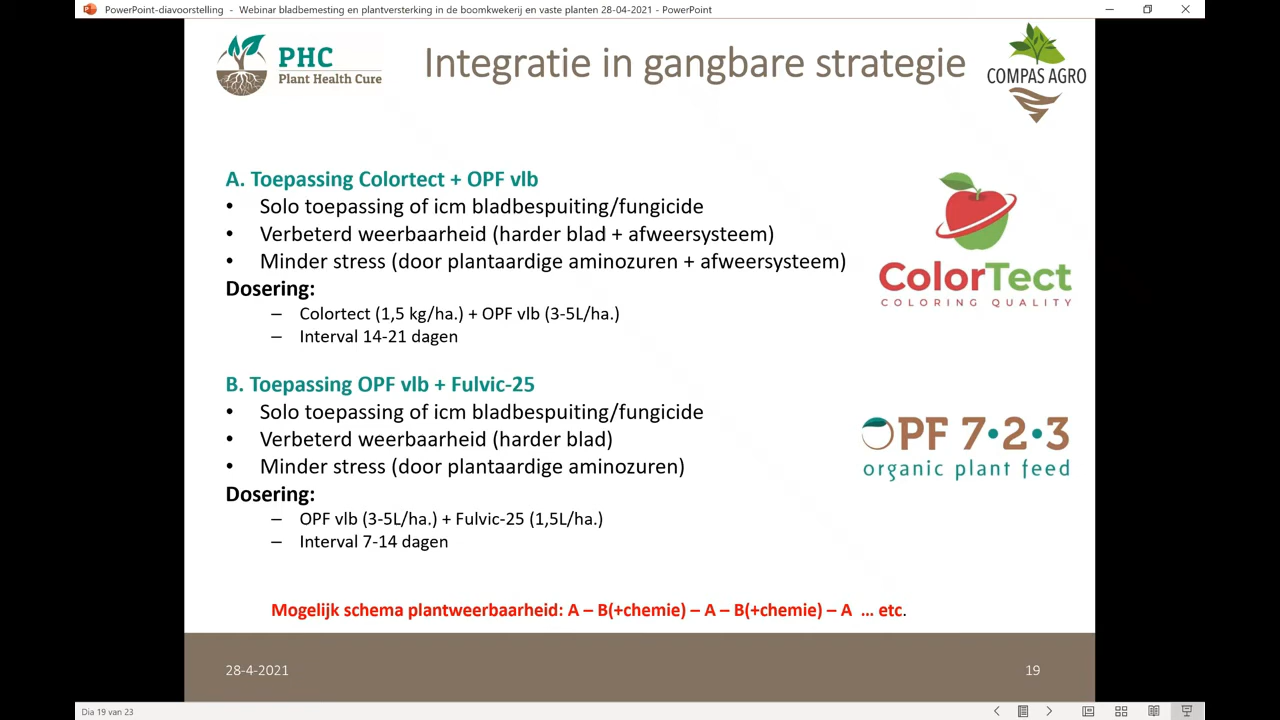 PowerPoint-diavoorstelling - Webinar bladbemesting en plantversterking in de boomkwekerij en vaste planten 28-04-2021 - PowerPoint
PHC
Plant Health Cure
Integratie in gangbare strategie
COMPAS AGRO
A. Toepassing Colortect + OPF vlb
• Solo toepassing of icm bladbespuiting/fungicide
• Verbeterd weerbaarheid (harder blad + afweersysteem)
• Minder stress (door plantaardige aminozuren + afweersysteem)
Dosering:
– Colortect (1,5 kg/ha.) + OPF vlb (3-5L/ha.)
– Interval 14-21 dagen
ColorTect
COLORING QUALITY
B. Toepassing OPF vlb + Fulvic-25
• Solo toepassing of icm bladbespuiting/fungicide
• Verbeterd weerbaarheid (harder blad)
• Minder stress (door plantaardige aminozuren)
Dosering:
– OPF vlb (3-5L/ha.) + Fulvic-25 (1,5L/ha.)
– Interval 7-14 dagen
OPF 7•2•3
organic plant feed
Mogelijk schema plantweerbaarheid: A – B(+chemie) – A – B(+chemie) – A … etc.
28-4-2021
19
Dia 19 van 23